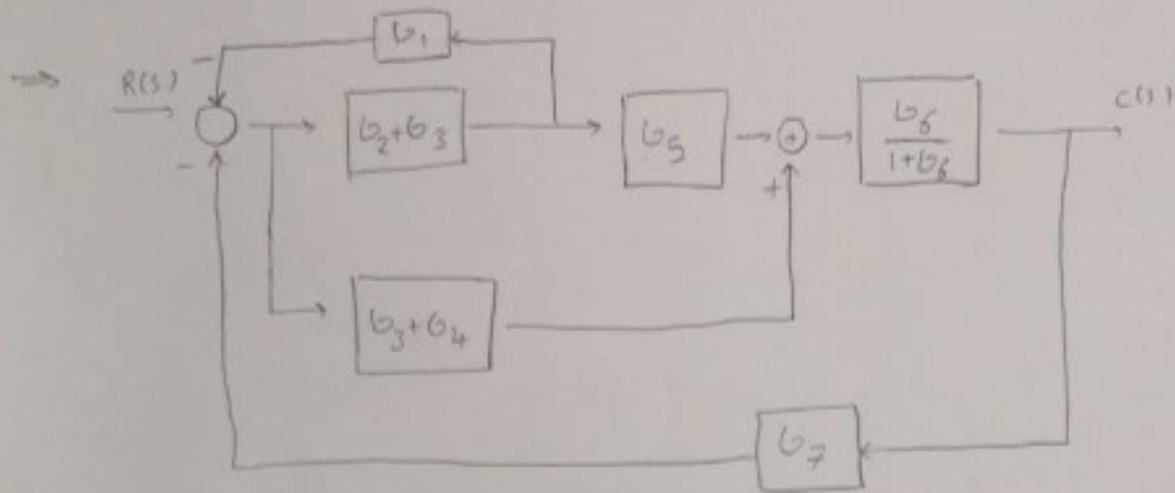 G₁
−
⇒ R(s) G₂+G₃ G₅ + G₆ C(s)
1+G₆
−
+
G₃+G₄
G₇